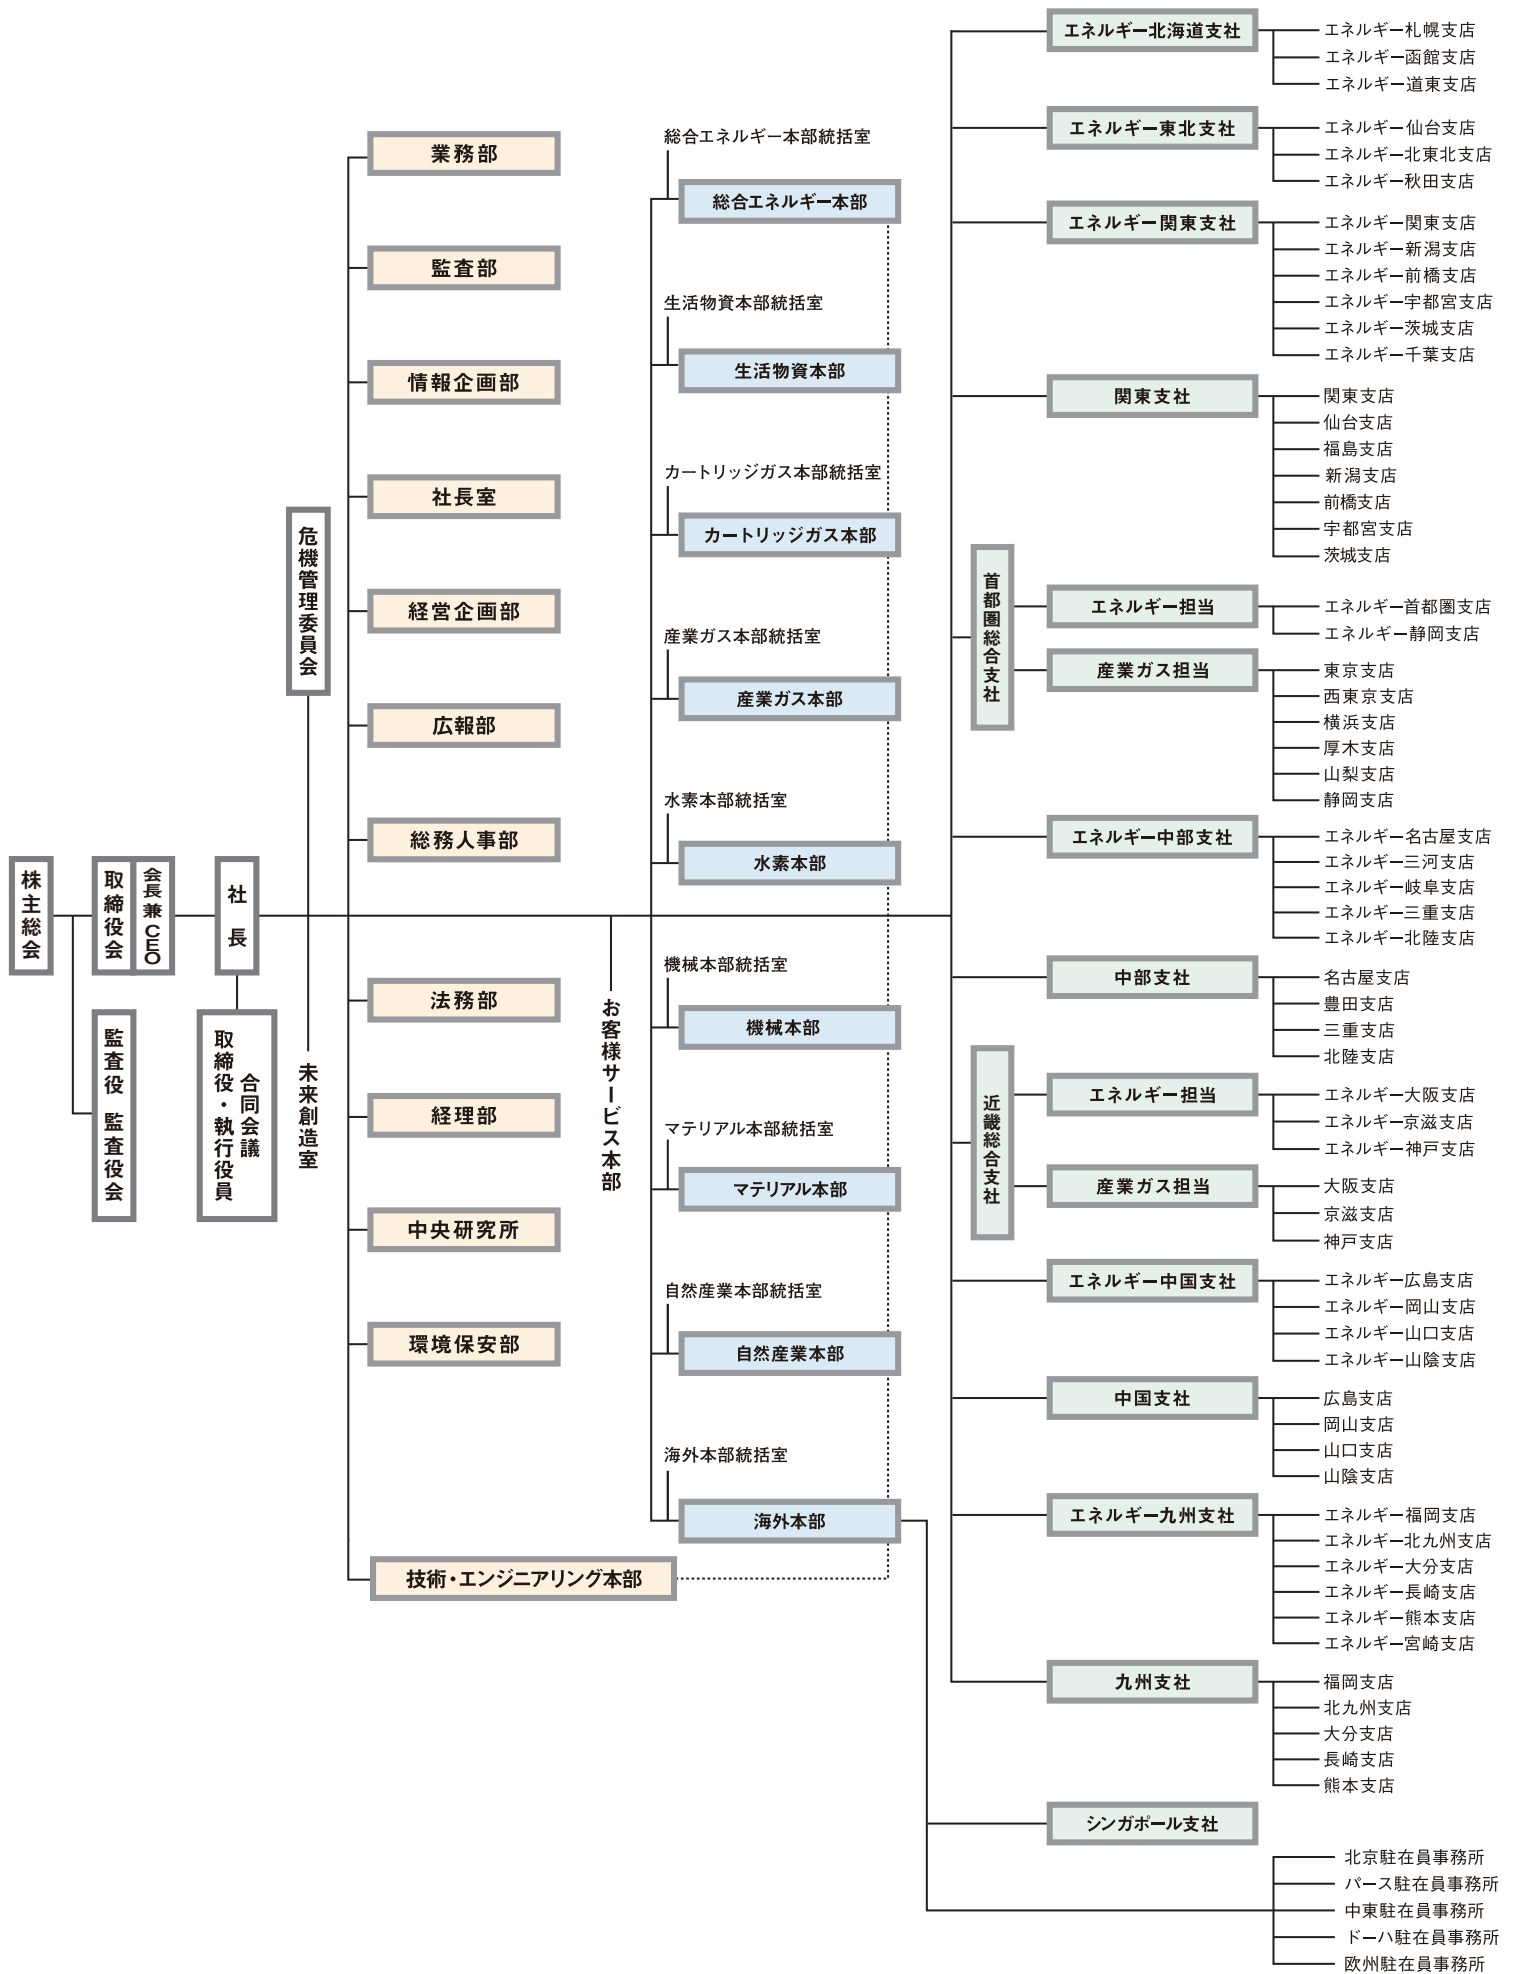 株主総会
取締役会
会長 兼 CEO
社長
監査役 監査役会
合同会議
取締役・執行役員
危機管理委員会
未来創造室
業務部
監査部
情報企画部
社長室
経営企画部
広報部
総務人事部
法務部
経理部
中央研究所
環境保安部
技術・エンジニアリング本部
お客様サービス本部
総合エネルギー本部統括室
総合エネルギー本部
生活物資本部統括室
生活物資本部
カートリッジガス本部統括室
カートリッジガス本部
産業ガス本部統括室
産業ガス本部
水素本部統括室
水素本部
機械本部統括室
機械本部
マテリアル本部統括室
マテリアル本部
自然産業本部統括室
自然産業本部
海外本部統括室
海外本部
エネルギー北海道支社
エネルギー札幌支店
エネルギー函館支店
エネルギー道東支店
エネルギー東北支社
エネルギー仙台支店
エネルギー北東北支店
エネルギー秋田支店
エネルギー関東支社
エネルギー関東支店
エネルギー新潟支店
エネルギー前橋支店
エネルギー宇都宮支店
エネルギー茨城支店
エネルギー千葉支店
関東支社
関東支店
仙台支店
福島支店
新潟支店
前橋支店
宇都宮支店
茨城支店
首都圏総合支社
エネルギー担当
エネルギー首都圏支店
エネルギー静岡支店
産業ガス担当
東京支店
西東京支店
横浜支店
厚木支店
山梨支店
静岡支店
エネルギー中部支社
エネルギー名古屋支店
エネルギー三河支店
エネルギー岐阜支店
エネルギー三重支店
エネルギー北陸支店
中部支社
名古屋支店
豊田支店
三重支店
北陸支店
近畿総合支社
エネルギー担当
エネルギー大阪支店
エネルギー京滋支店
エネルギー神戸支店
産業ガス担当
大阪支店
京滋支店
神戸支店
エネルギー中国支社
エネルギー広島支店
エネルギー岡山支店
エネルギー山口支店
エネルギー山陰支店
中国支社
広島支店
岡山支店
山口支店
山陰支店
エネルギー九州支社
エネルギー福岡支店
エネルギー北九州支店
エネルギー大分支店
エネルギー長崎支店
エネルギー熊本支店
エネルギー宮崎支店
九州支社
福岡支店
北九州支店
大分支店
長崎支店
熊本支店
シンガポール支社
北京駐在員事務所
パース駐在員事務所
中東駐在員事務所
ドーハ駐在員事務所
欧州駐在員事務所